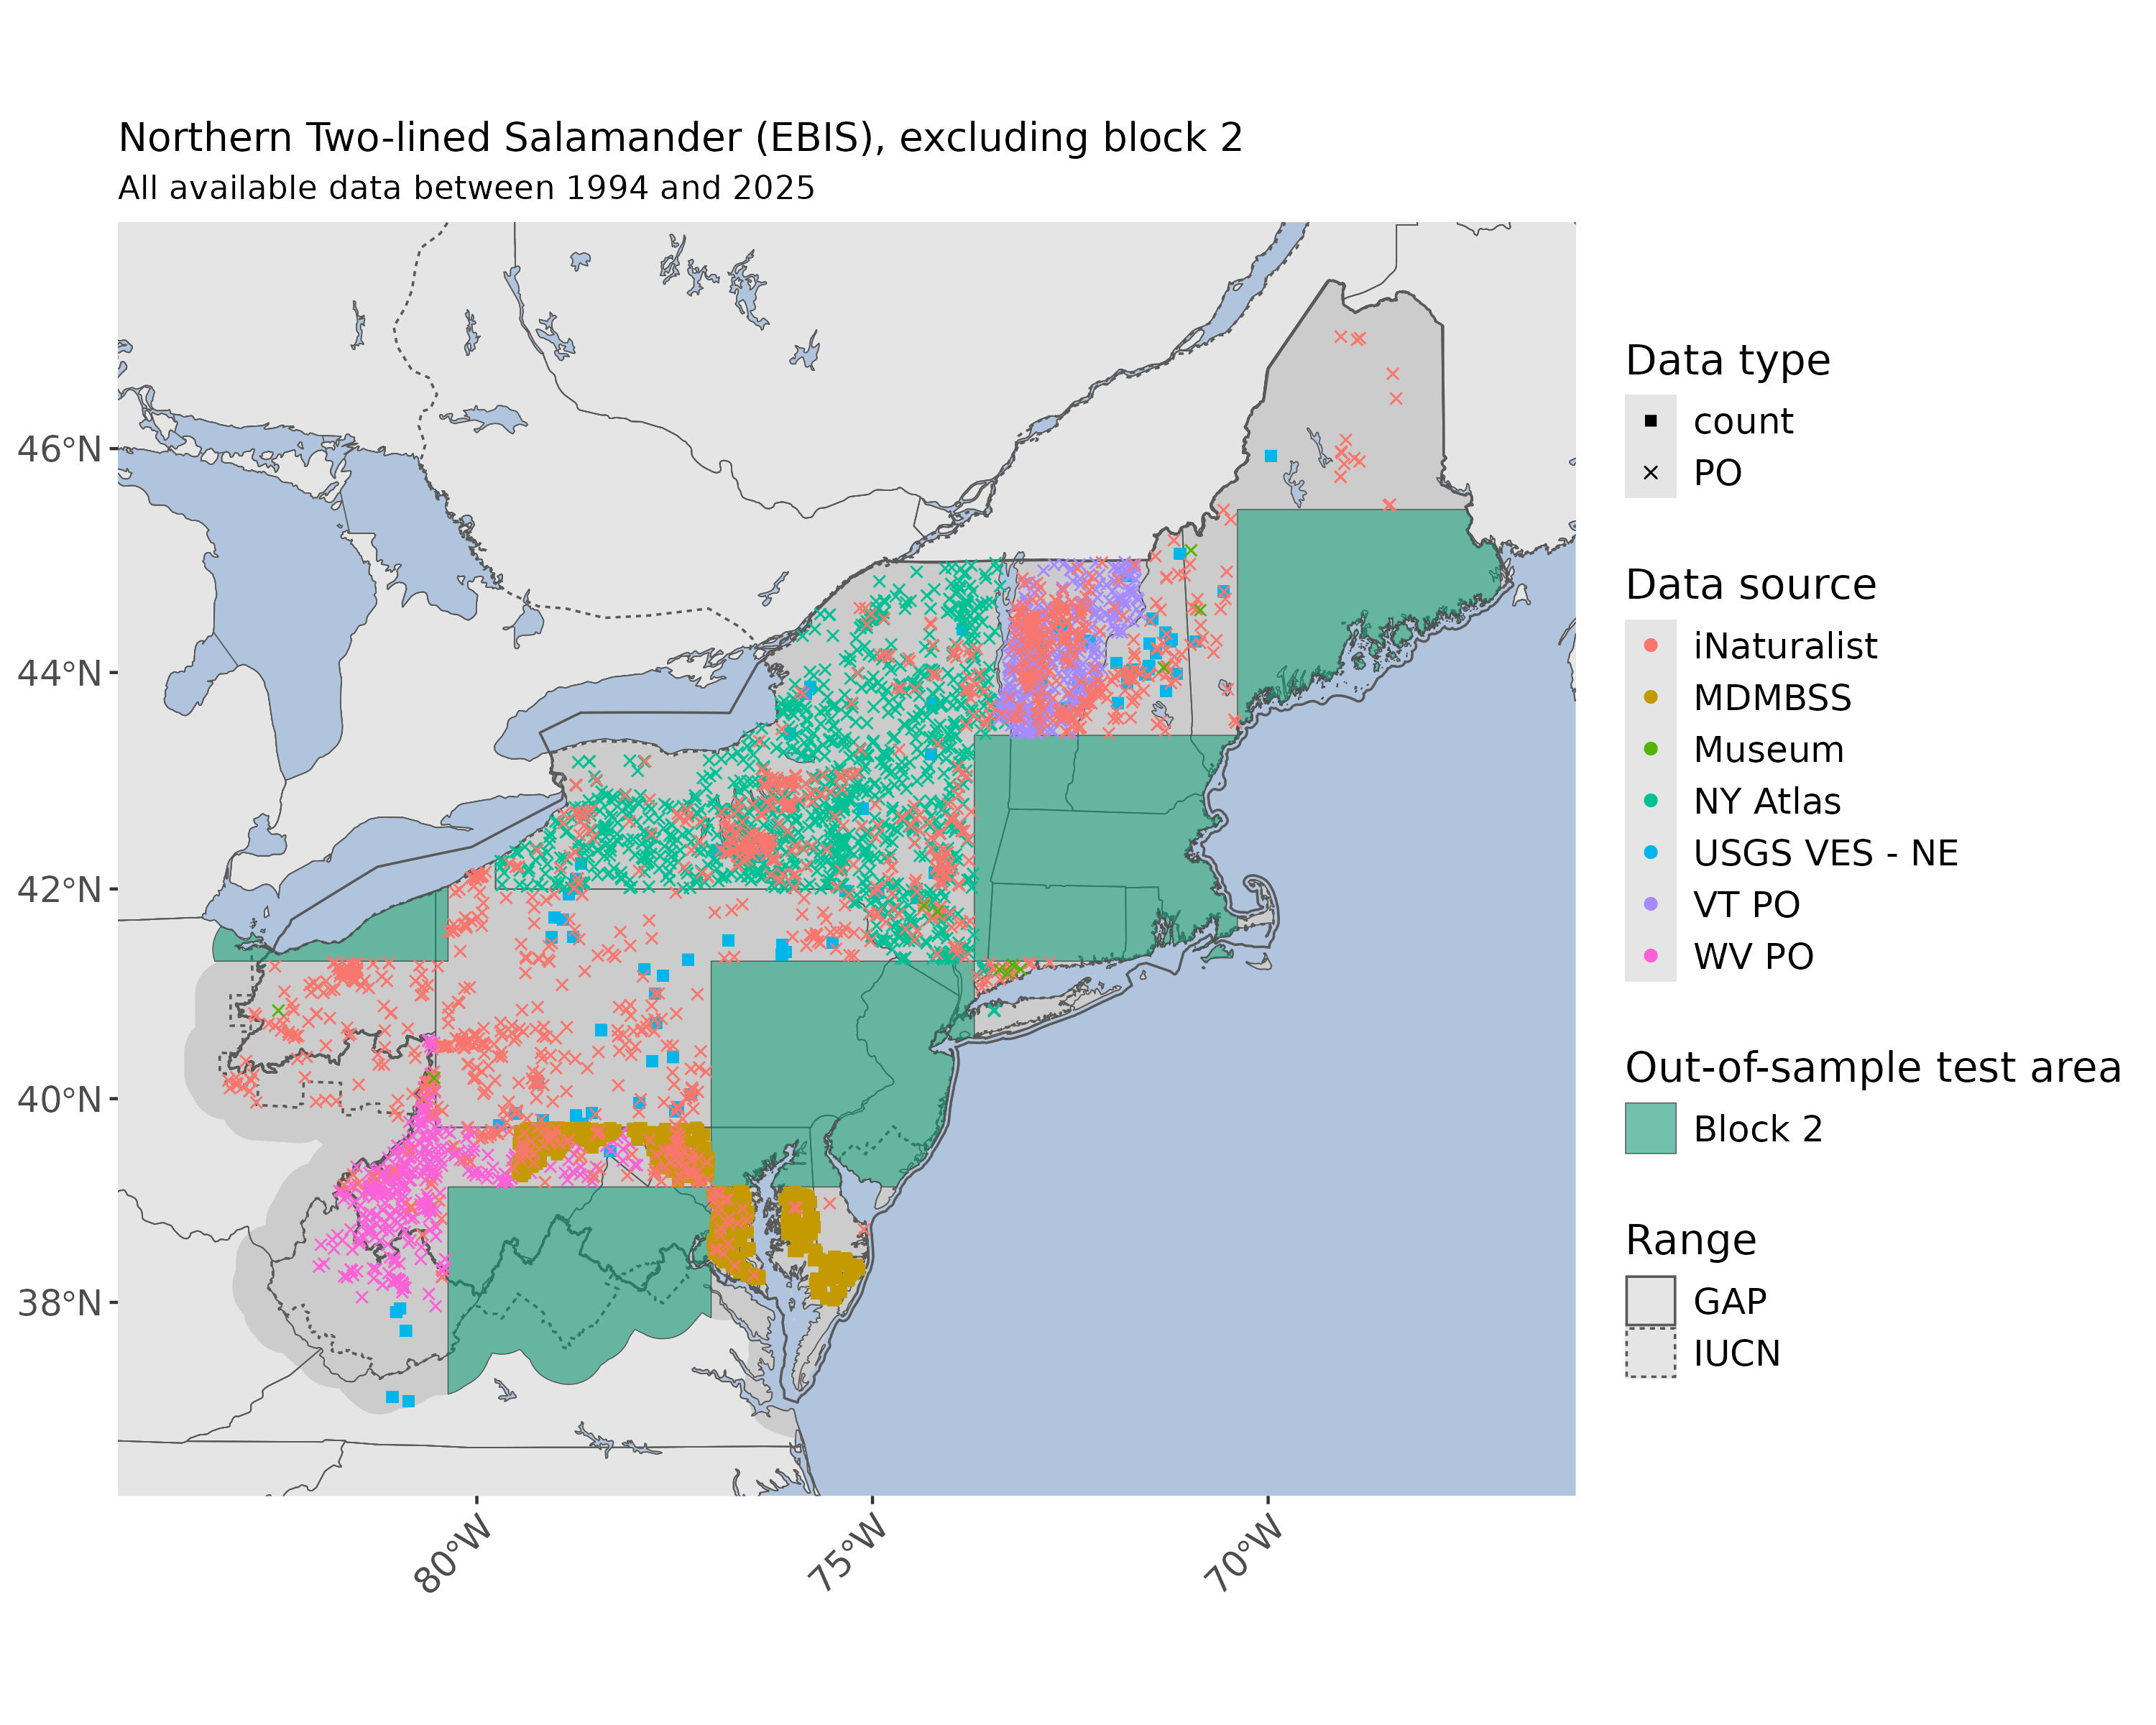 Northern Two-lined Salamander (EBIS), excluding block 2
All available data between 1994 and 2025
46°N
44°N
42°N
40°N
38°N
80°W
75°W
70°W
Data type
count
PO
Data source
iNaturalist
MDMBSS
Museum
NY Atlas
USGS VES - NE
VT PO
WV PO
Out-of-sample test area
Block 2
Range
GAP
IUCN